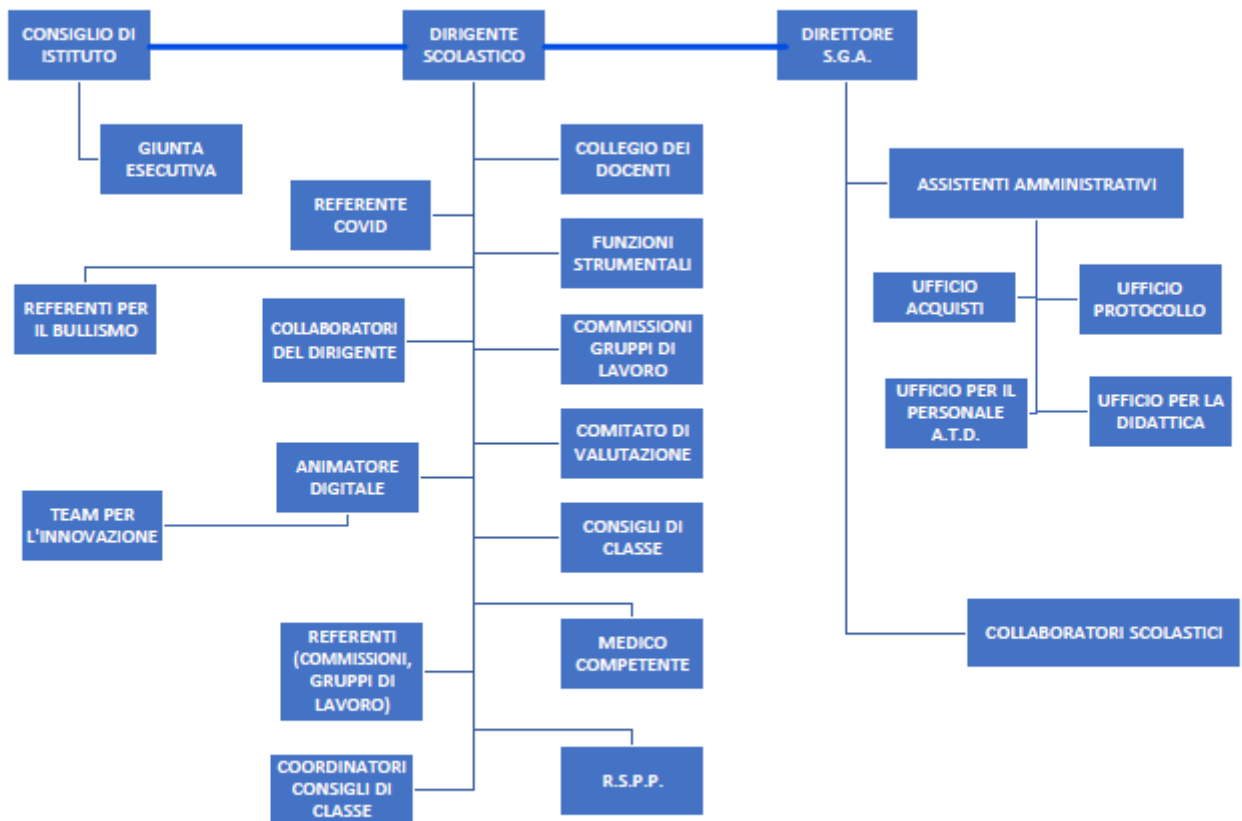 CONSIGLIO DI
ISTITUTO
DIRIGENTE
SCOLASTICO
DIRETTORE
S.G.A.
GIUNTA
ESECUTIVA
COLLEGIO DEI
DOCENTI
ASSISTENTI AMMINISTRATIVI
REFERENTE
COVID
FUNZIONI
STRUMENTALI
REFERENTI PER
IL BULLISMO
COLLABORATORI
DEL DIRIGENTE
COMMISSIONI
GRUPPI DI
LAVORO
UFFICIO
ACQUISTI
UFFICIO
PROTOCOLLO
UFFICIO PER IL
PERSONALE
A.T.D.
UFFICIO PER LA
DIDATTICA
COMITATO DI
VALUTAZIONE
ANIMATORE
DIGITALE
TEAM PER
L'INNOVAZIONE
CONSIGLI DI
CLASSE
REFERENTI
(COMMISSIONI,
GRUPPI DI
LAVORO)
MEDICO
COMPETENTE
COLLABORATORI SCOLASTICI
COORDINATORI
CONSIGLI DI
CLASSE
R.S.P.P.